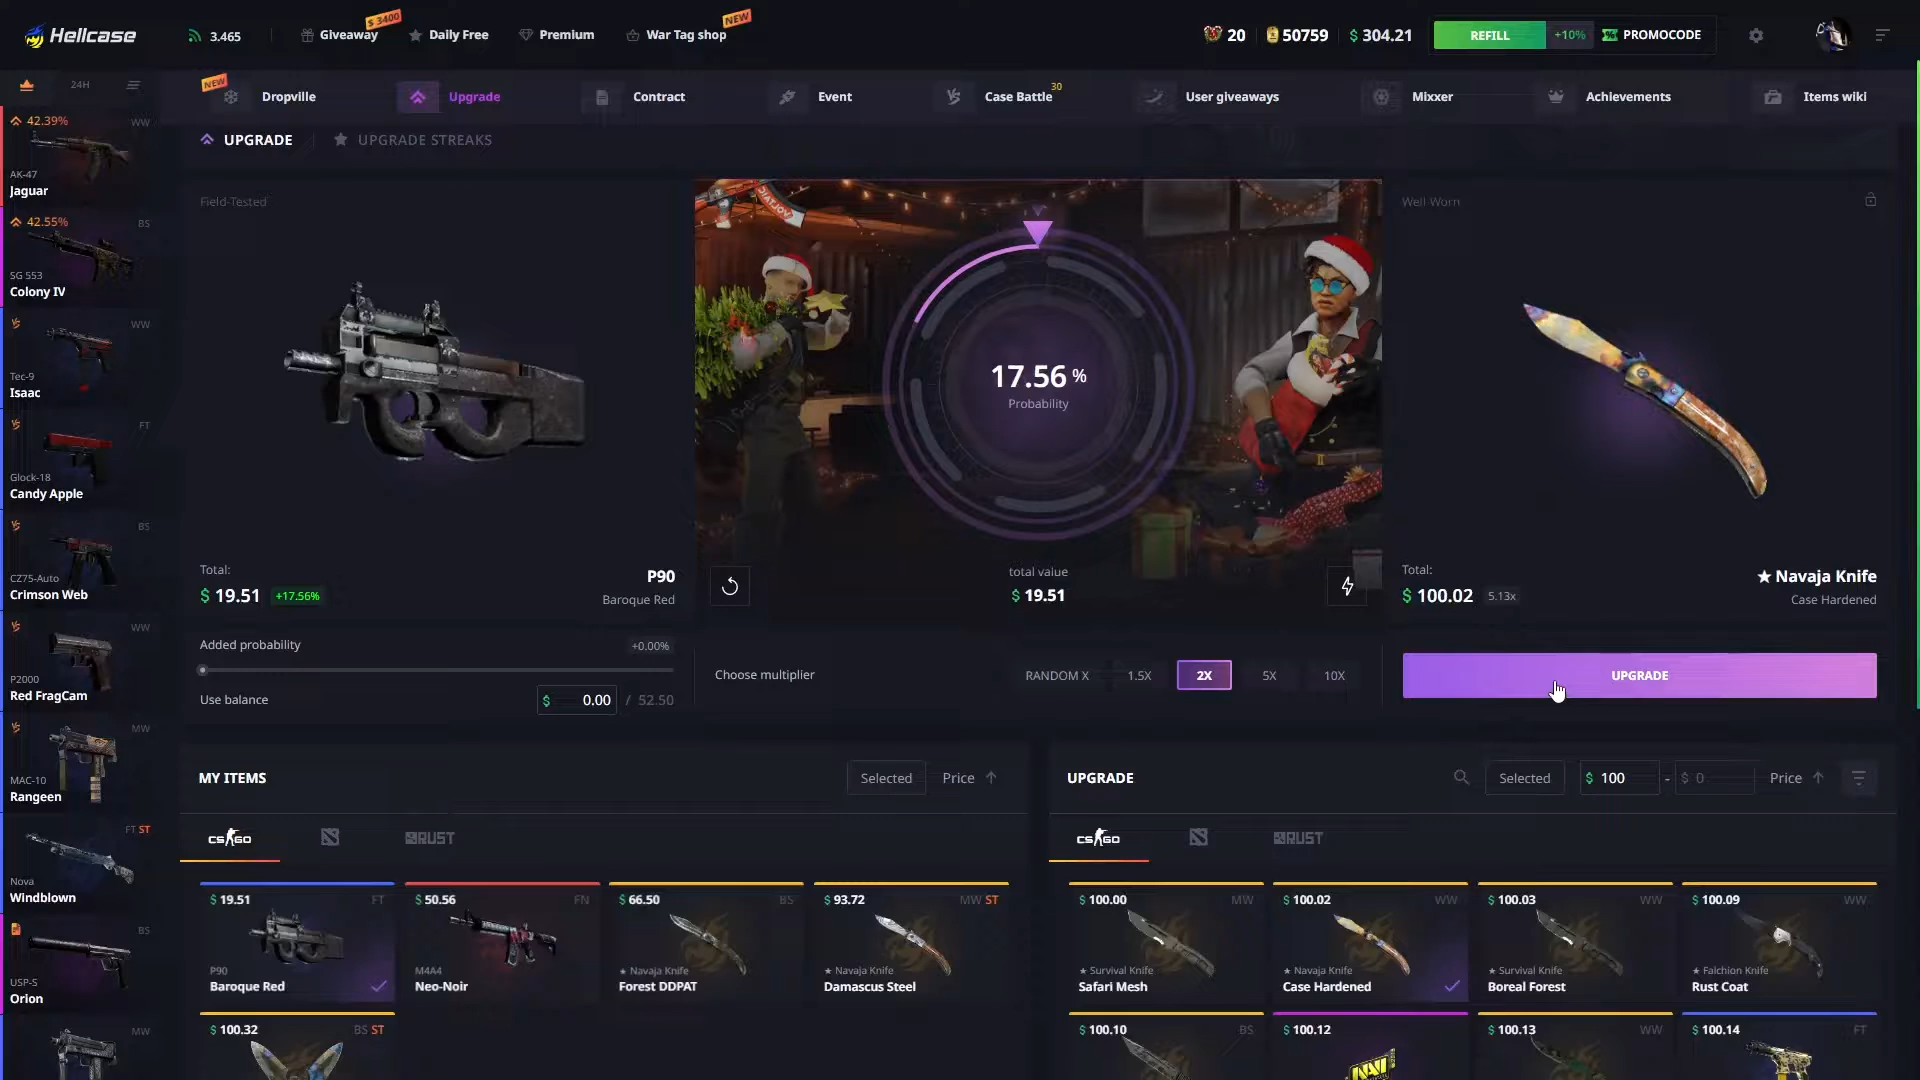 Hellcase
3.465
Giveaway
$ 3400
Daily Free
Premium
War Tag shop
NEW
20
50759
$ 304.21
REFILL
+10%
PROMOCODE
24H
NEW
Dropville
Upgrade
Contract
Event
Case Battle
30
User giveaways
Mixxer
Achievements
Items wiki
UPGRADE
UPGRADE STREAKS
42.39%
WW
AK-47
Jaguar
42.55%
BS
SG 553
Colony IV
WW
Tec-9
Isaac
FT
Glock-18
Candy Apple
BS
CZ75-Auto
Crimson Web
WW
P2000
Red FragCam
MW
MAC-10
Rangeen
FT ST
Nova
Windblown
BS
USP-S
Orion
MW
Field-Tested
Total:
$ 19.51
+17.56%
P90
Baroque Red
17.56 %
Probability
total value
$ 19.51
Well-Worn
Total:
$ 100.02
5.13x
★ Navaja Knife
Case Hardened
Added probability
+0.00%
Use balance
$ 0.00 / 52.50
Choose multiplier
RANDOM X
1.5X
2X
5X
10X
UPGRADE
MY ITEMS
Selected
Price
CS:GO
RUST
$ 19.51
FT
P90
Baroque Red
$ 50.56
FN
M4A4
Neo-Noir
$ 66.50
BS
★ Navaja Knife
Forest DDPAT
$ 93.72
MW ST
★ Navaja Knife
Damascus Steel
$ 100.32
BS ST
UPGRADE
Selected
$ 100
-
$ 0
Price
CS:GO
RUST
$ 100.00
MW
★ Survival Knife
Safari Mesh
$ 100.02
WW
★ Navaja Knife
Case Hardened
$ 100.03
WW
★ Survival Knife
Boreal Forest
$ 100.09
WW
★ Falchion Knife
Rust Coat
$ 100.10
BS
$ 100.12
NAVI
$ 100.13
WW
$ 100.14
FT